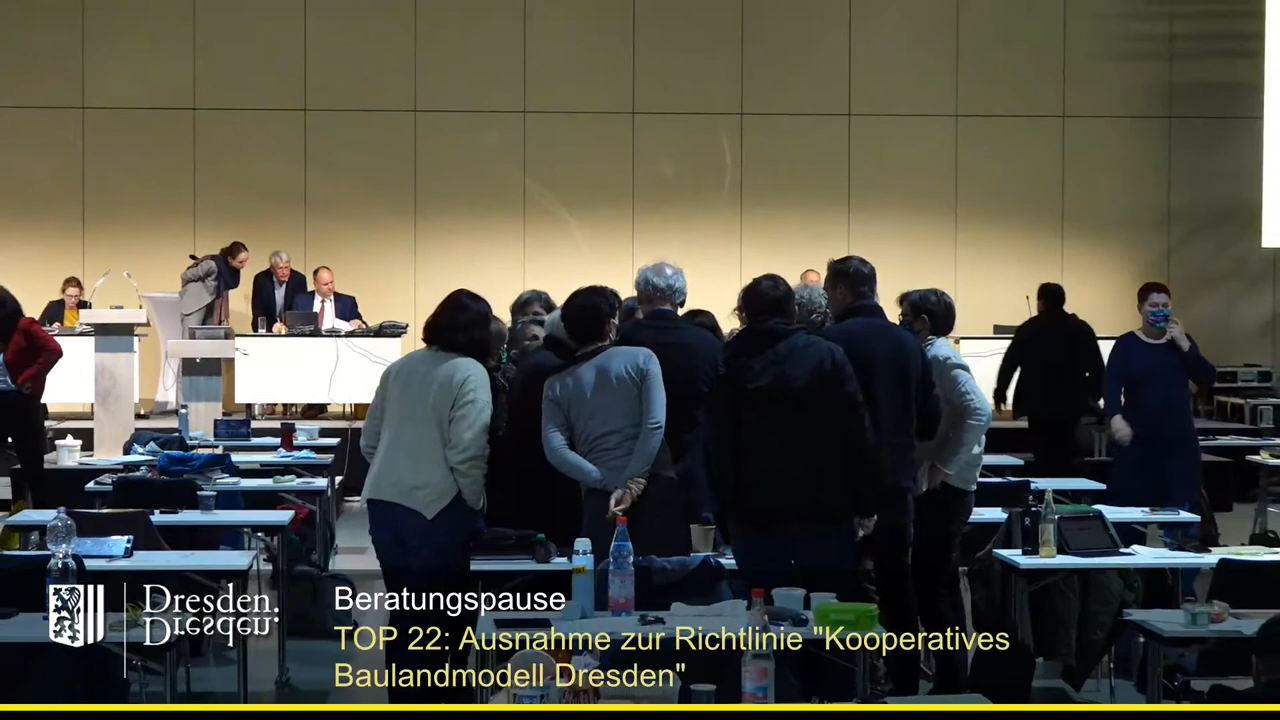 Dresden.
Dresden.
Beratungspause
TOP 22: Ausnahme zur Richtlinie "Kooperatives
Baulandmodell Dresden"